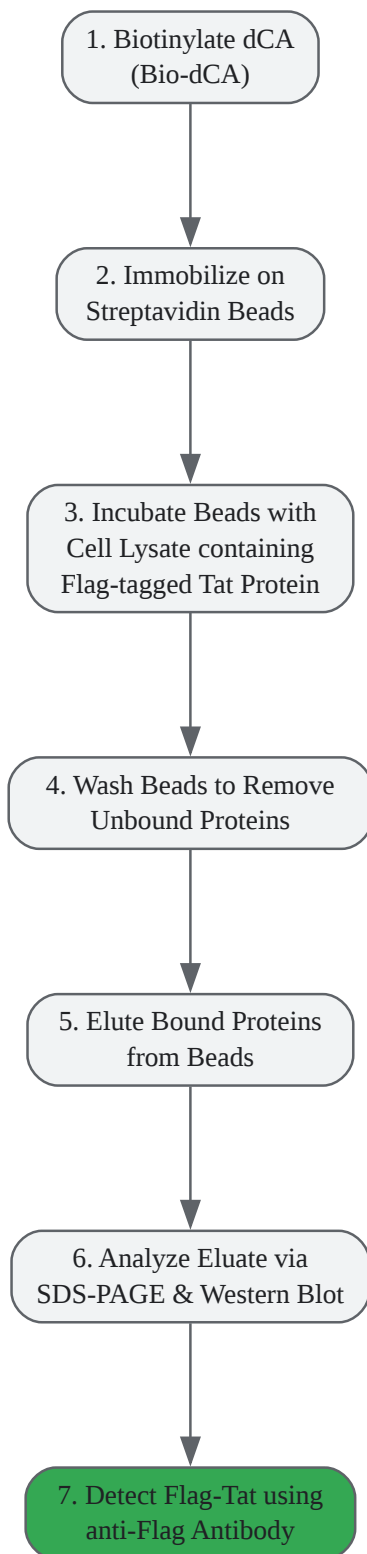 1. Biotinylate dCA
(Bio-dCA)
2. Immobilize on
Streptavidin Beads
3. Incubate Beads with
Cell Lysate containing
Flag-tagged Tat Protein
4. Wash Beads to Remove
Unbound Proteins
5. Elute Bound Proteins
from Beads
6. Analyze Eluate via
SDS-PAGE & Western Blot
7. Detect Flag-Tat using
anti-Flag Antibody